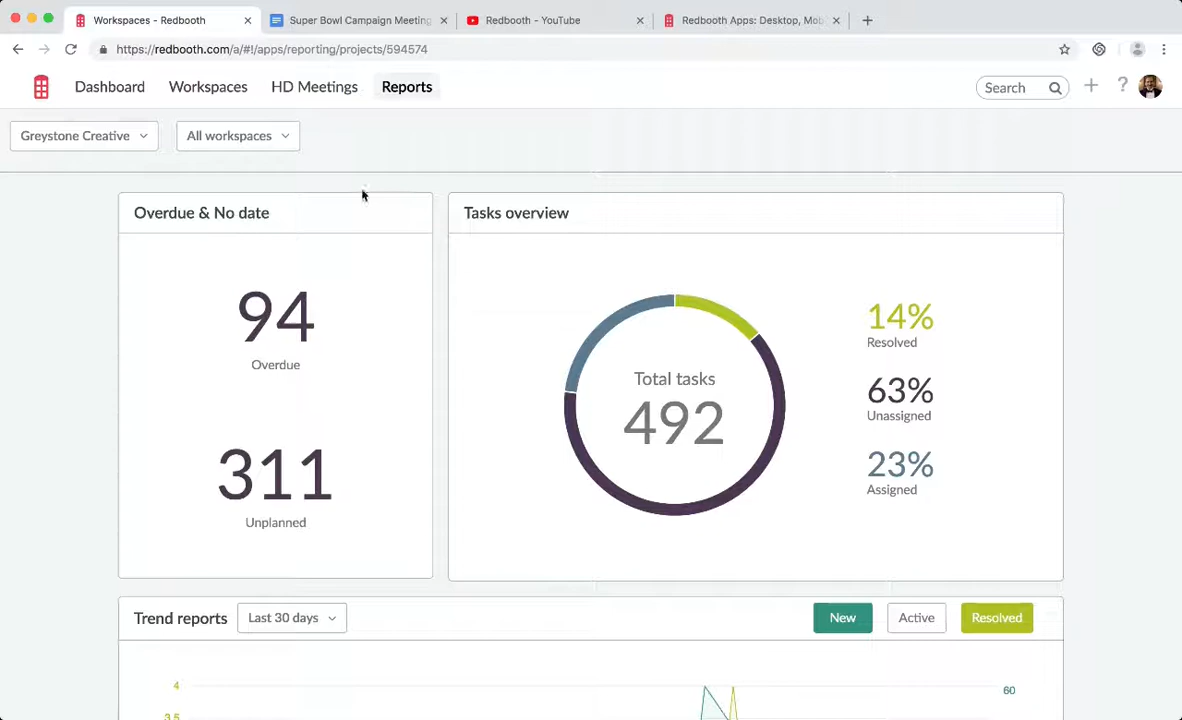 Workspaces - Redbooth
Super Bowl Campaign Meeting
Redbooth - YouTube
Redbooth Apps: Desktop, Mob
https://redbooth.com/a/#!/apps/reporting/projects/594574
Dashboard
Workspaces
HD Meetings
Reports
Search
Greystone Creative
All workspaces
Overdue & No date
94
Overdue
311
Unplanned
Tasks overview
Total tasks
492
14%
Resolved
63%
Unassigned
23%
Assigned
Trend reports
Last 30 days
New
Active
Resolved
4
60
3.5